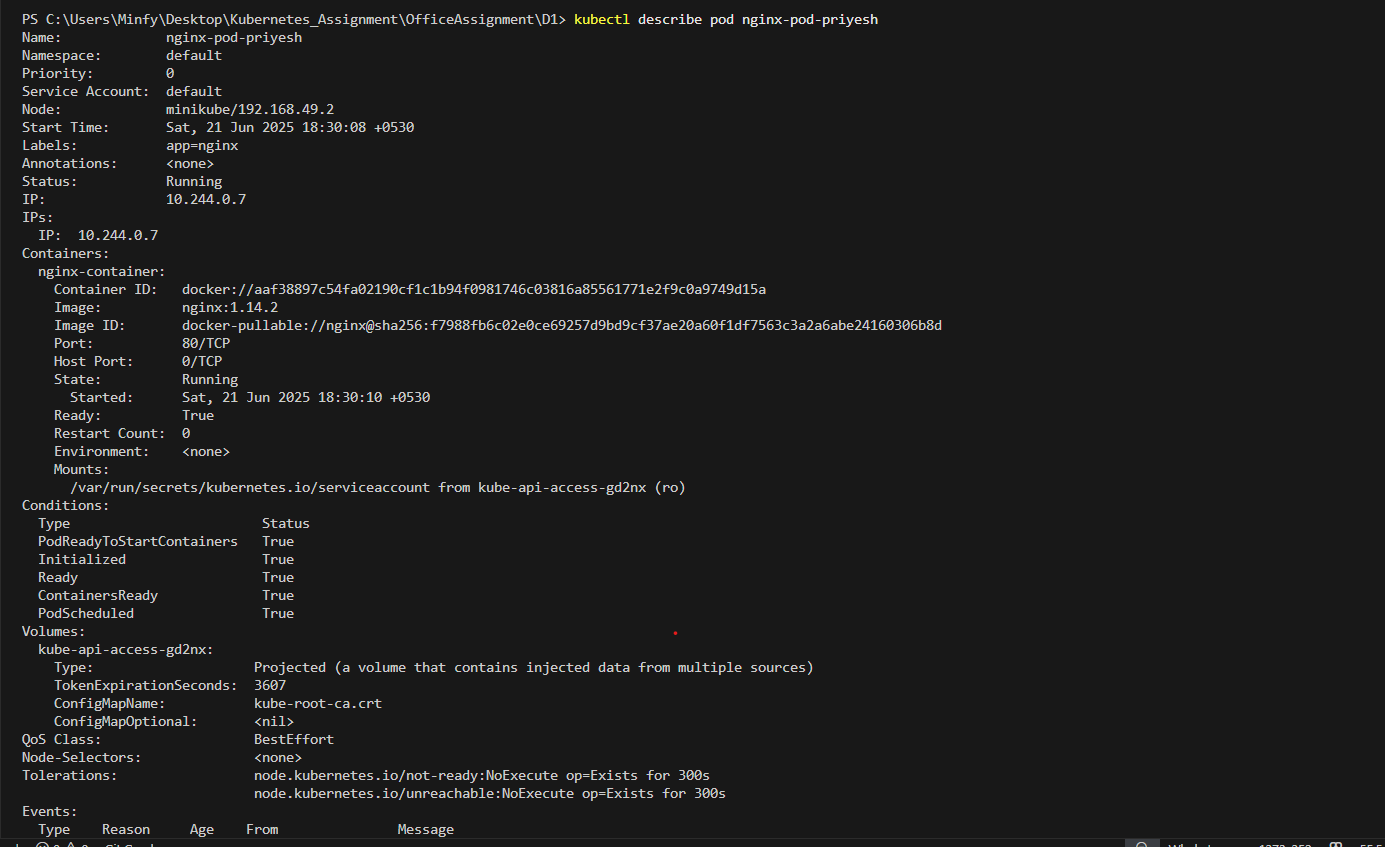 PS C:\Users\Minfy\Desktop\Kubernetes_Assignment\OfficeAssignment\D1> kubectl describe pod nginx-pod-priyesh
Name:             nginx-pod-priyesh
Namespace:        default
Priority:         0
Service Account:  default
Node:             minikube/192.168.49.2
Start Time:       Sat, 21 Jun 2025 18:30:08 +0530
Labels:           app=nginx
Annotations:      <none>
Status:           Running
IP:               10.244.0.7
IPs:
  IP:  10.244.0.7
Containers:
  nginx-container:
    Container ID:   docker://aaf38897c54fa02190cf1c1b94f0981746c03816a85561771e2f9c0a9749d15a
    Image:          nginx:1.14.2
    Image ID:       docker-pullable://nginx@sha256:f7988fb6c02e0ce69257d9bd9cf37ae20a60f1df7563c3a2a6abe24160306b8d
    Port:           80/TCP
    Host Port:      0/TCP
    State:          Running
      Started:      Sat, 21 Jun 2025 18:30:10 +0530
    Ready:          True
    Restart Count:  0
    Environment:    <none>
    Mounts:
      /var/run/secrets/kubernetes.io/serviceaccount from kube-api-access-gd2nx (ro)
Conditions:
  Type                        Status
  PodReadyToStartContainers   True
  Initialized                 True
  Ready                       True
  ContainersReady             True
  PodScheduled                True
Volumes:
  kube-api-access-gd2nx:
    Type:                    Projected (a volume that contains injected data from multiple sources)
    TokenExpirationSeconds:  3607
    ConfigMapName:           kube-root-ca.crt
    ConfigMapOptional:       <nil>
QoS Class:                   BestEffort
Node-Selectors:              <none>
Tolerations:                 node.kubernetes.io/not-ready:NoExecute op=Exists for 300s
                             node.kubernetes.io/unreachable:NoExecute op=Exists for 300s
Events:
  Type    Reason     Age   From               Message